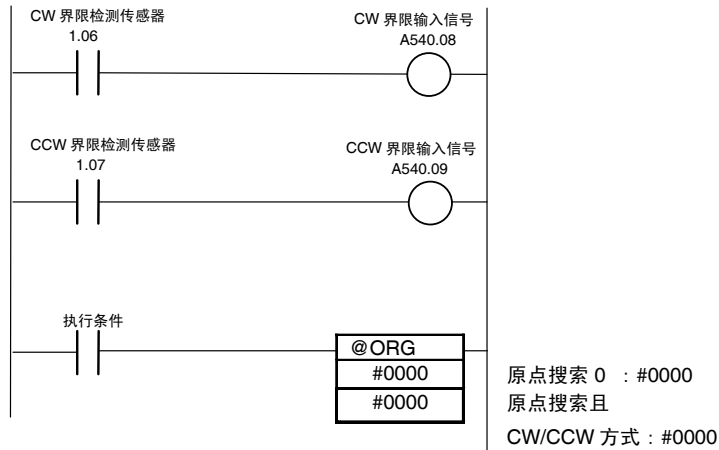 CW 界限检测传感器
1.06
CW 界限输入信号
A540.08
CCW 界限检测传感器
1.07
CCW 界限输入信号
A540.09
执行条件
@ORG
#0000
#0000
原点搜索 0 ：#0000
原点搜索且
CW/CCW 方式：#0000